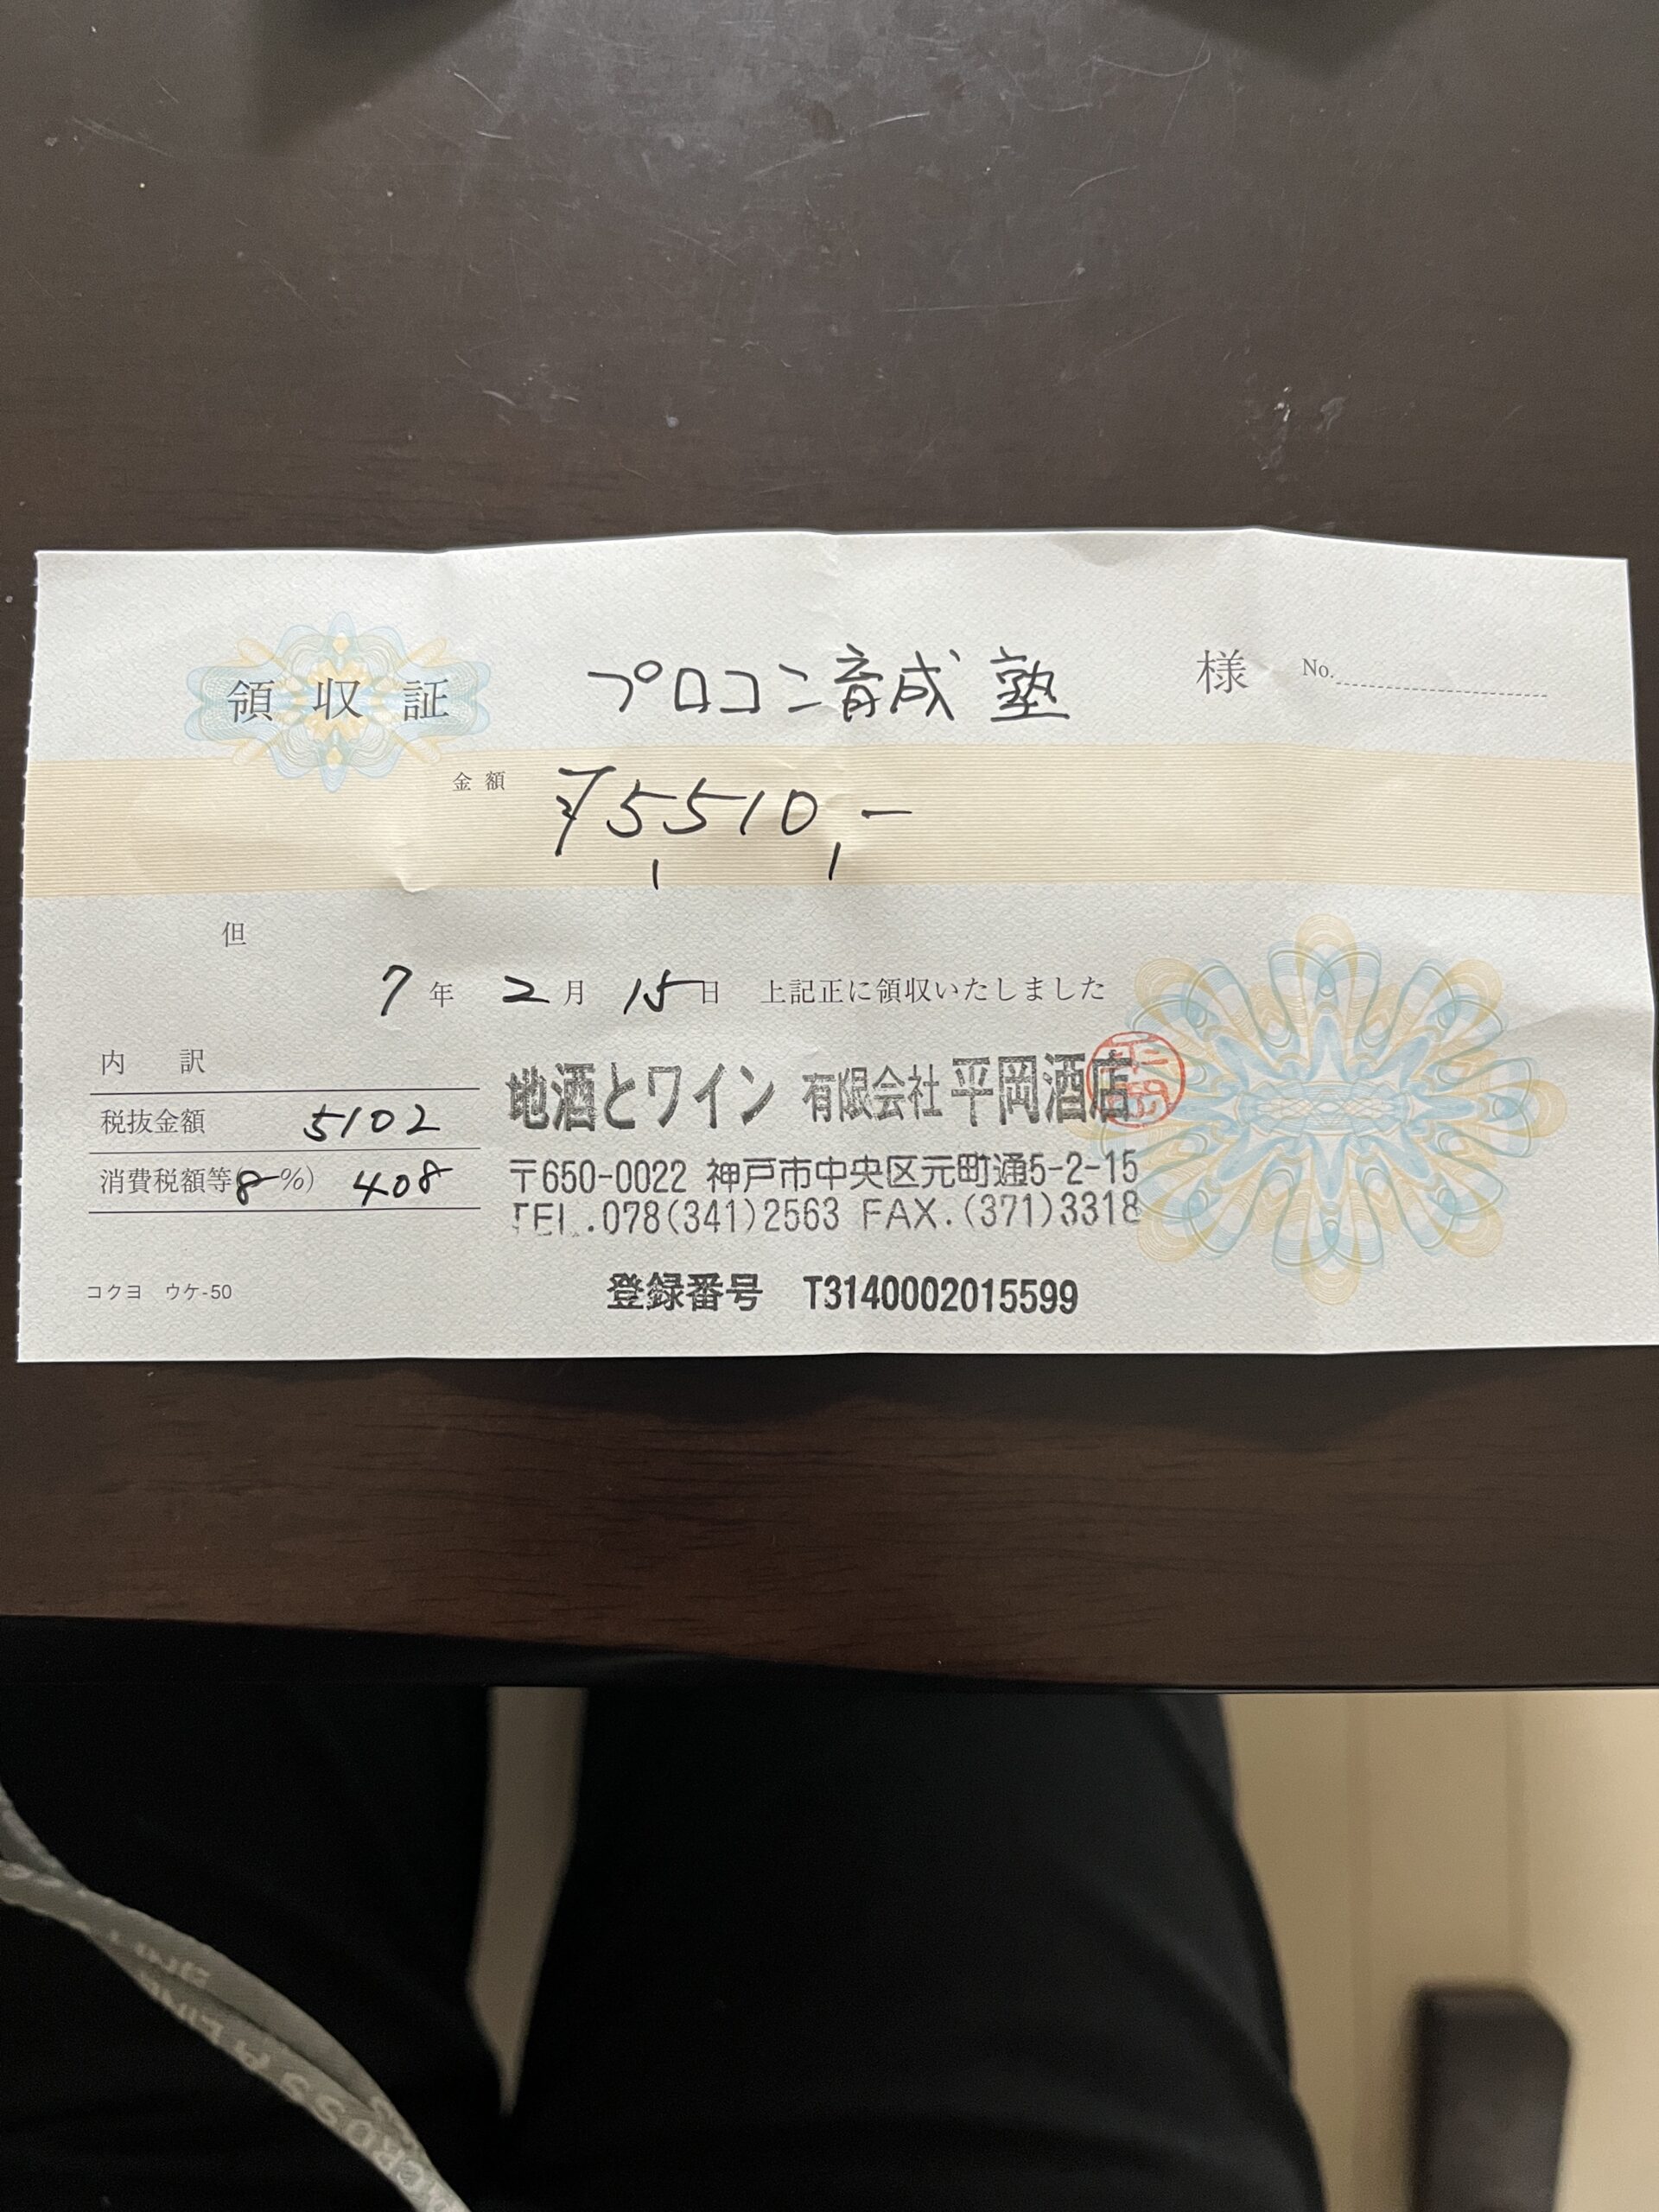 領収証 プロコン育成塾 様 No.
金額 ¥5510,-
但
7年 2月 15日 上記正に領収いたしました
内訳
税抜金額 5102
消費税額等(8%) 408
地酒とワイン 有限会社 平岡酒店
平岡
〒650-0022 神戸市中央区元町通5-2-15
TEL.078(341)2563 FAX.(371)3318
登録番号 T3140002015599
コクヨ ウケ-50